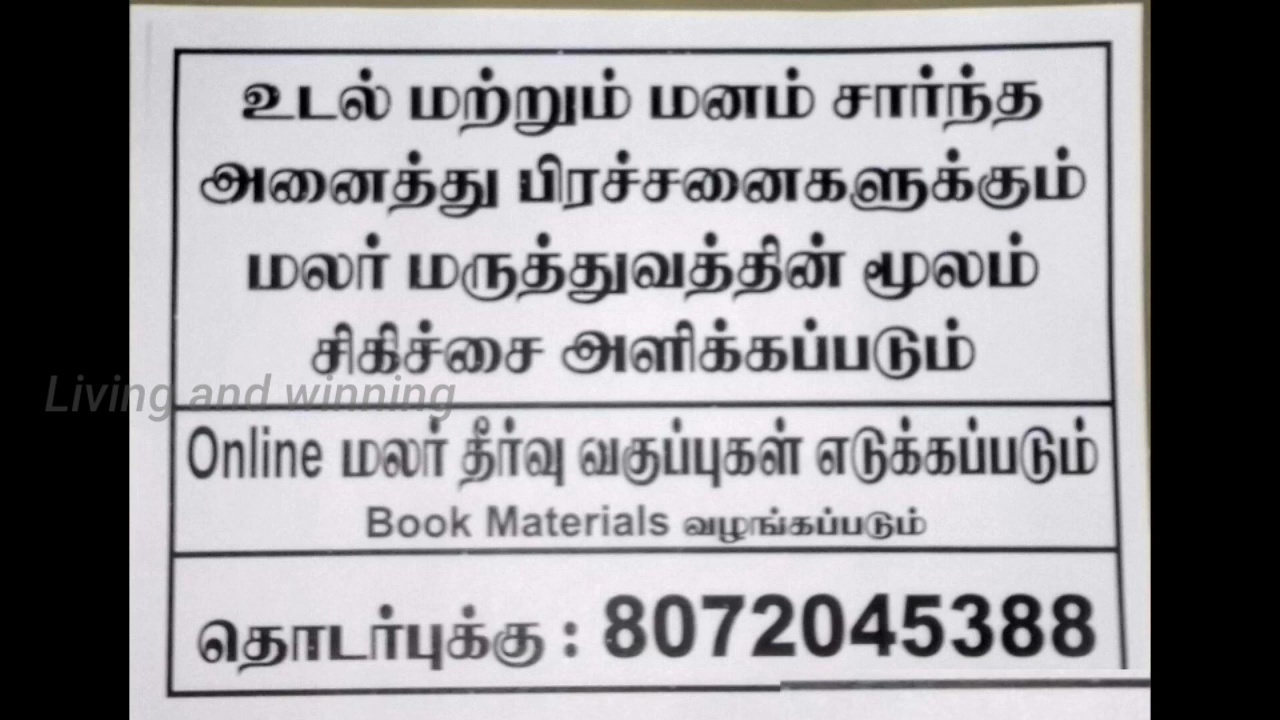 உடல் மற்றும் மனம் சார்ந்த
அனைத்து பிரச்சனைகளுக்கும்
மலர் மருத்துவத்தின் மூலம்
சிகிச்சை அளிக்கப்படும்
Living and winning
Online மலர் தீர்வு வகுப்புகள் எடுக்கப்படும்
Book Materials வழங்கப்படும்
தொடர்புக்கு : 8072045388